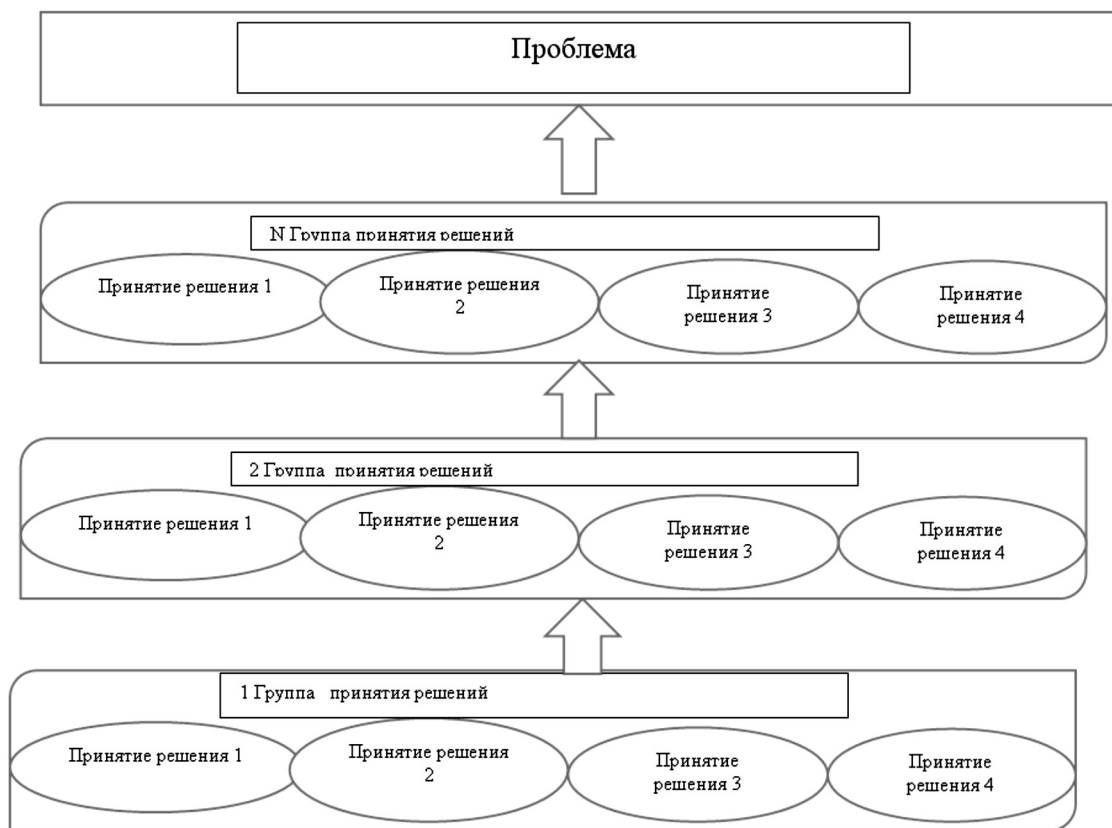 Проблема
N Группа принятия решений
Принятие решения 1
Принятие решения
2
Принятие
решения 3
Принятие
решения 4
2 Группа принятия решений
Принятие решения 1
Принятие решения
2
Принятие
решения 3
Принятие
решения 4
1 Группа принятия решений
Принятие решения 1
Принятие решения
2
Принятие
решения 3
Принятие
решения 4